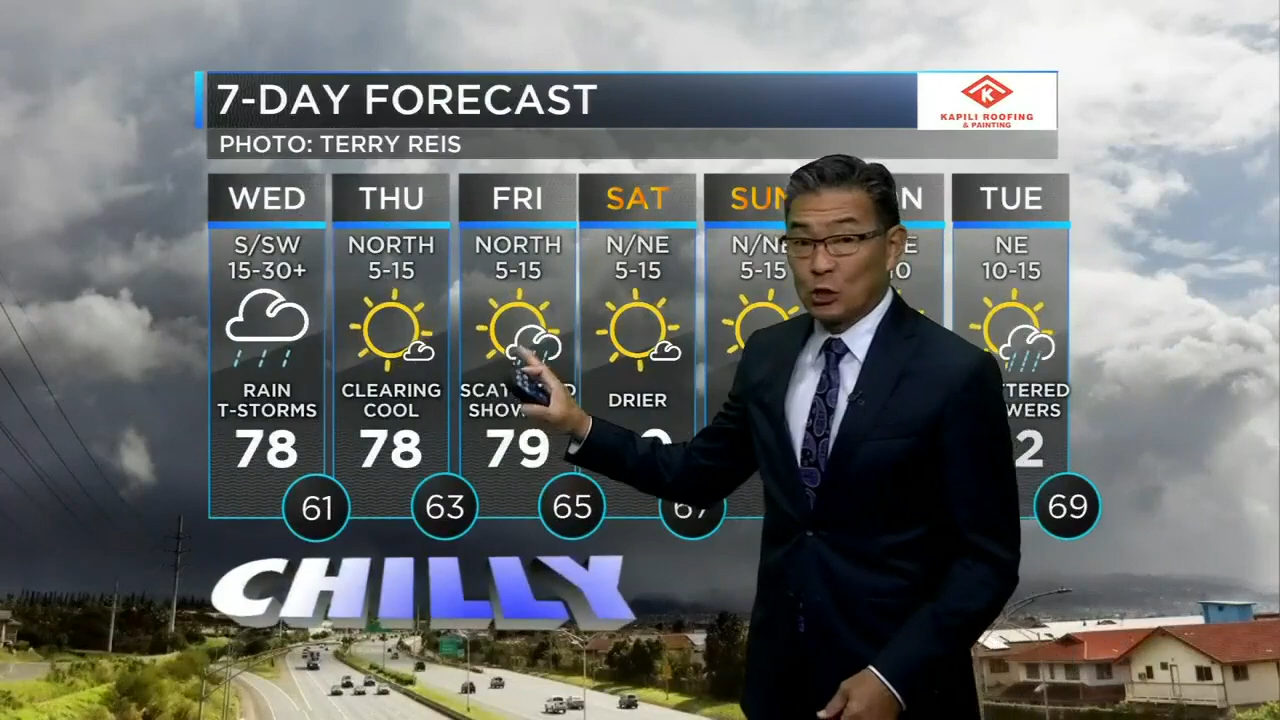 7-DAY FORECAST
K
KAPILI ROOFING
& PAINTING
PHOTO: TERRY REIS
WED
THU
FRI
SAT
TUE
S/SW
15-30+
NORTH
5-15
NORTH
5-15
N/NE
5-15
5-15
NE
10-15
RAIN
T-STORMS
CLEARING
COOL
DRIER
78
78
79
61
63
65
69
CHILLY